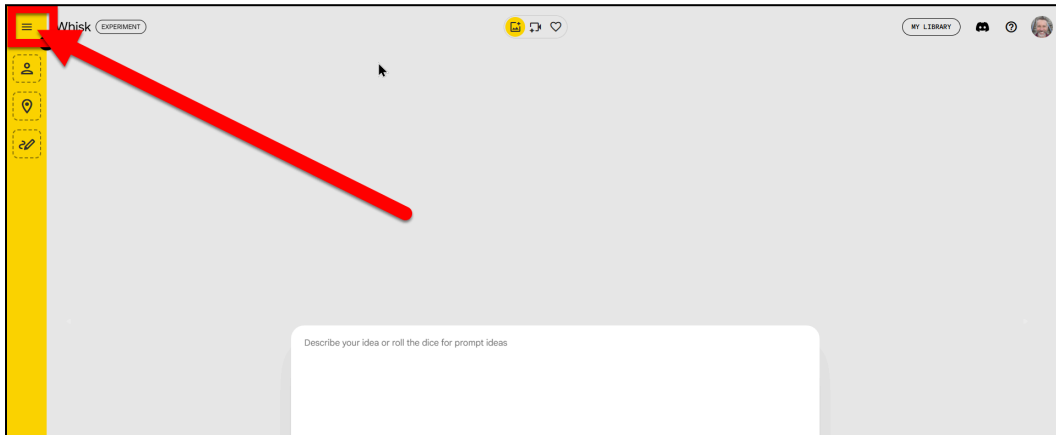 Whisk EXPERIMENT
MY LIBRARY
Describe your idea or roll the dice for prompt ideas